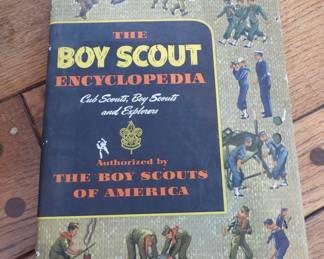 THE
BOY SCOUT
ENCYCLOPEDIA
Cub Scouts, Boy Scouts
and Explorers
Authorized by
THE BOY SCOUTS
OF AMERICA